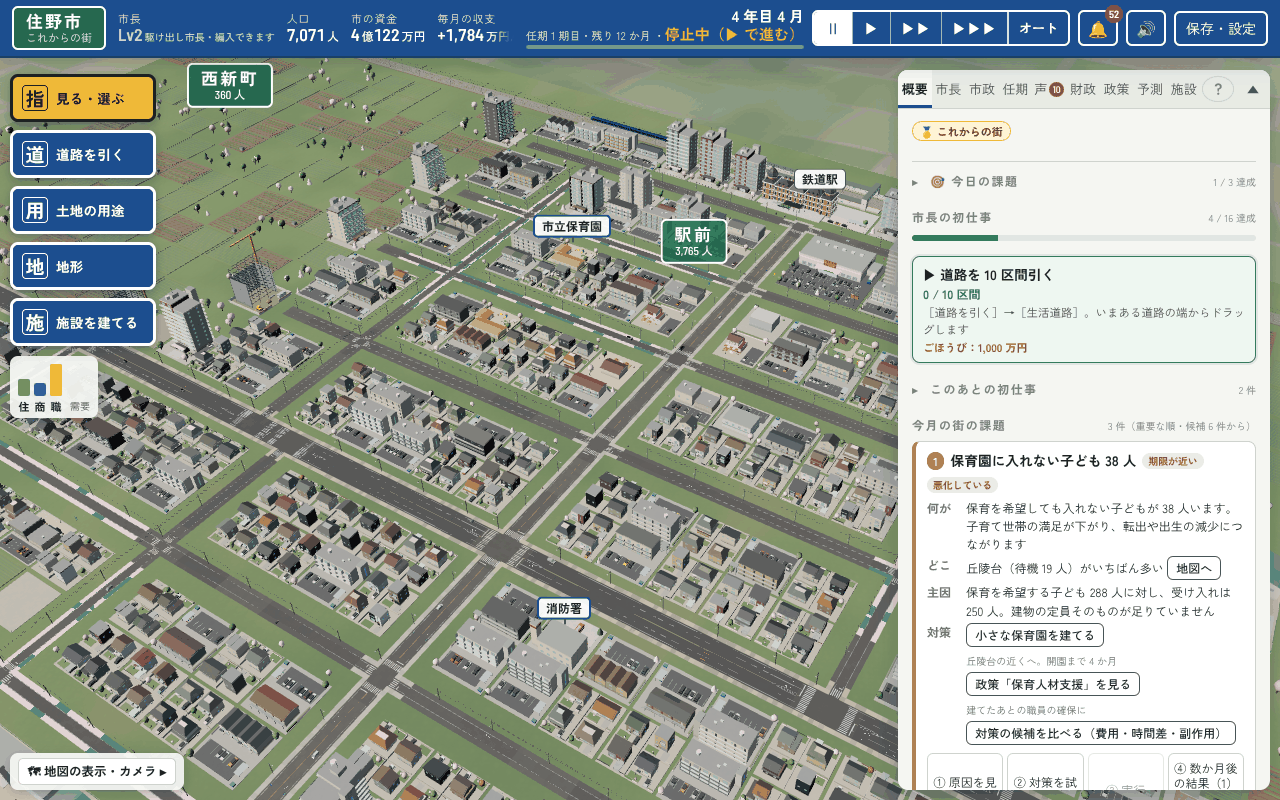 住野市
これからの街
市長
Lv2 駆け出し市長・編入できます
人口
7,071 人
市の資金
4 億 122 万円
毎月の収支
+1,784 万円
4 年目 4 月
任期 1 期目・残り 12 か月 ・停止中（▶ で進む）
オート
52
保存・設定
指 見る・選ぶ
道 道路を引く
用 土地の用途
地 地形
施 施設を建てる
住 商 職 需要
西新町
360 人
市立保育園
駅前
3,765 人
鉄道駅
消防署
地図の表示・カメラ ▸
概要 市長 市政 任期 声 10 財政 政策 予測 施設 ? ▲
これからの街
▸ 今日の課題 1 / 3 達成
市長の初仕事 4 / 16 達成
▶ 道路を 10 区間引く
0 / 10 区間
［道路を引く］→［生活道路］。いまある道路の端からドラッ
グします
ごほうび：1,000 万円
▸ このあとの初仕事 2 件
今月の街の課題 3 件（重要な順・候補 6 件から）
1 保育園に入れない子ども 38 人 期限が近い
悪化している
何が 保育を希望しても入れない子どもが 38 人います。
子育て世帯の満足が下がり、転出や出生の減少につ
ながります
どこ 丘陵台（待機 19 人）がいちばん多い 地図へ
主因 保育を希望する子ども 288 人に対し、受け入れは
250 人。建物の定員そのものが足りていません
対策 小さな保育園を建てる
丘陵台の近くへ。開園まで 4 か月
政策「保育人材支援」を見る
建てたあとの職員の確保に
対策の候補を比べる（費用・時間差・副作用）
① 原因を見 ② 対策を試 ④ 数か月後
の結果（1）